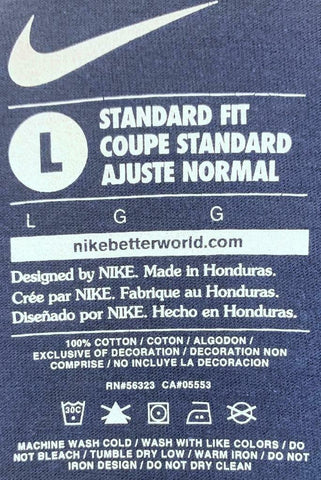 STANDARD FIT
L
COUPE STANDARD
AJUSTE NORMAL
L G G
nikebetterworld.com
Designed by NIKE. Made in Honduras.
Crée par NIKE. Fabrique au Honduras.
Diseñado por NIKE. Hecho en Honduras.
100% COTTON / COTON / ALGODON
EXCLUSIVE OF DECORATION / DECORATION NON
COMPRISE / NO INCLUYE LA DECORACION
RN#56323 CA#05553
30C
MACHINE WASH COLD / WASH WITH LIKE COLORS / DO
NOT BLEACH / TUMBLE DRY LOW / WARM IRON / DO NOT
IRON DESIGN / DO NOT DRY CLEAN